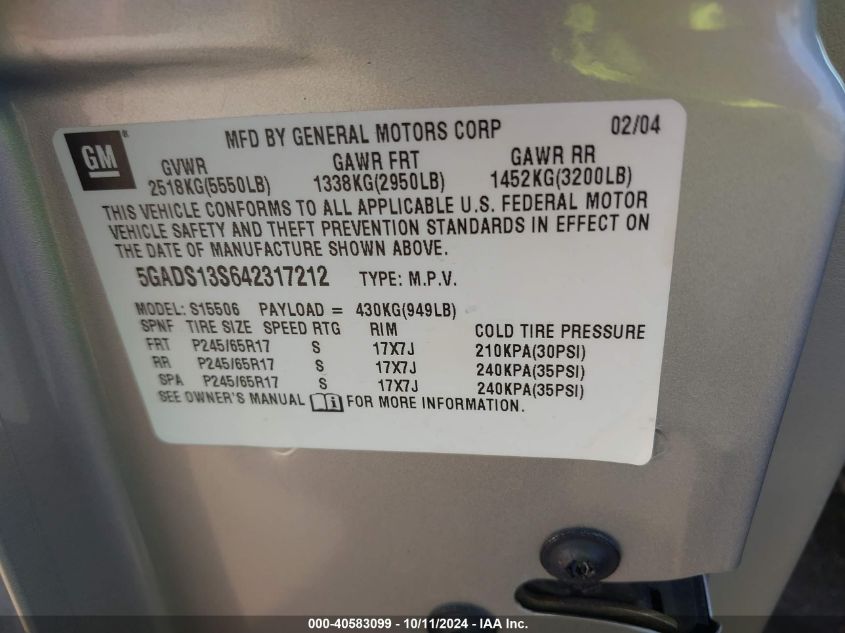 GM®
MFD BY GENERAL MOTORS CORP 02/04
GVWR GAWR FRT GAWR RR
2518KG(5550LB) 1338KG(2950LB) 1452KG(3200LB)
THIS VEHICLE CONFORMS TO ALL APPLICABLE U.S. FEDERAL MOTOR
VEHICLE SAFETY AND THEFT PREVENTION STANDARDS IN EFFECT ON
THE DATE OF MANUFACTURE SHOWN ABOVE.
5GADS13S642317212 TYPE: M.P.V.
MODEL: S15506 PAYLOAD = 430KG(949LB)
SPNF TIRE SIZE SPEED RTG RIM COLD TIRE PRESSURE
FRT P245/65R17 S 17X7J 210KPA(30PSI)
RR P245/65R17 S 17X7J 240KPA(35PSI)
SPA P245/65R17 S 17X7J 240KPA(35PSI)
SEE OWNER'S MANUAL i FOR MORE INFORMATION.
000-40583099 - 10/11/2024 - IAA Inc.